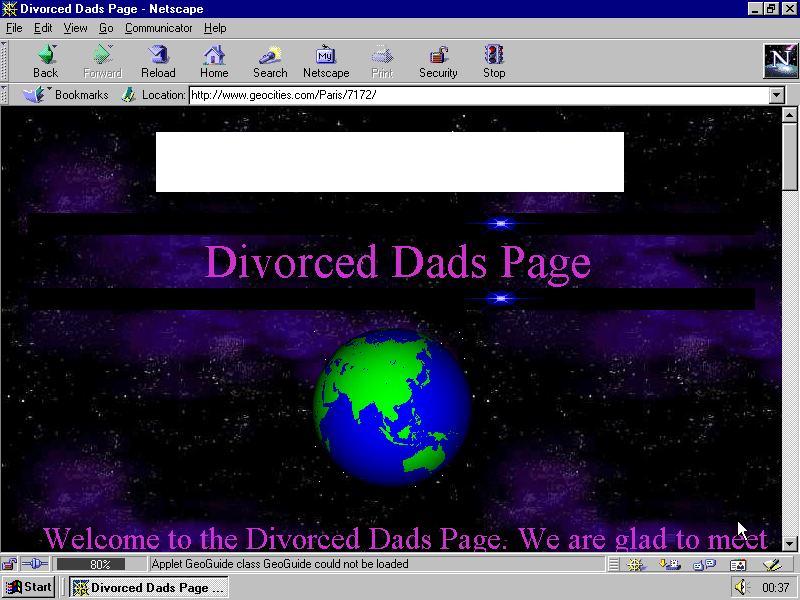 Divorced Dads Page - Netscape
File Edit View Go Communicator Help
Back Forward Reload Home Search Netscape Print Security Stop
My
N
Bookmarks Location: http://www.geocities.com/Paris/7172/
Divorced Dads Page
Welcome to the Divorced Dads Page. We are glad to meet
80% Applet GeoGuide class GeoGuide could not be loaded
Start Divorced Dads Page ... 00:37